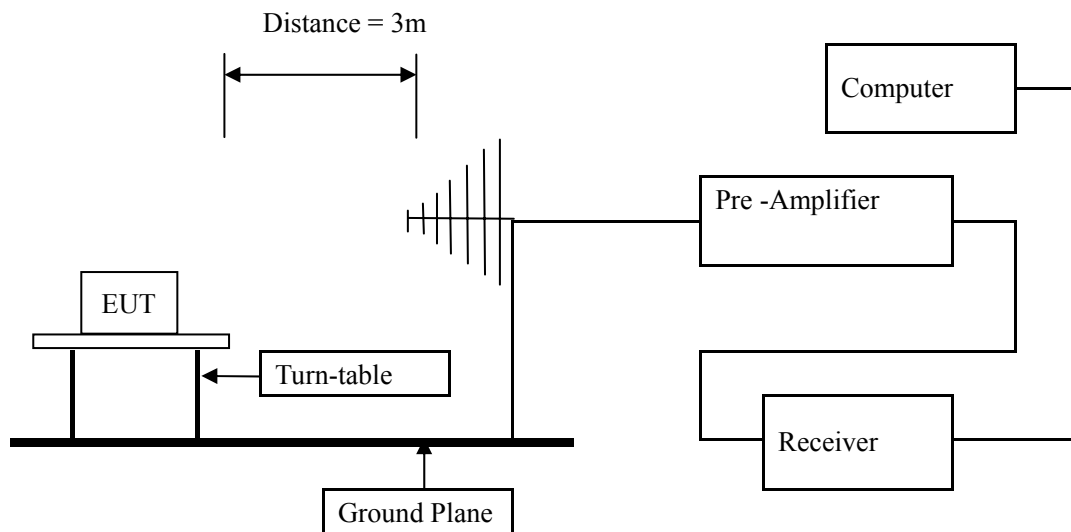 Distance = 3m
Computer
Pre -Amplifier
EUT
Turn-table
Receiver
Ground Plane